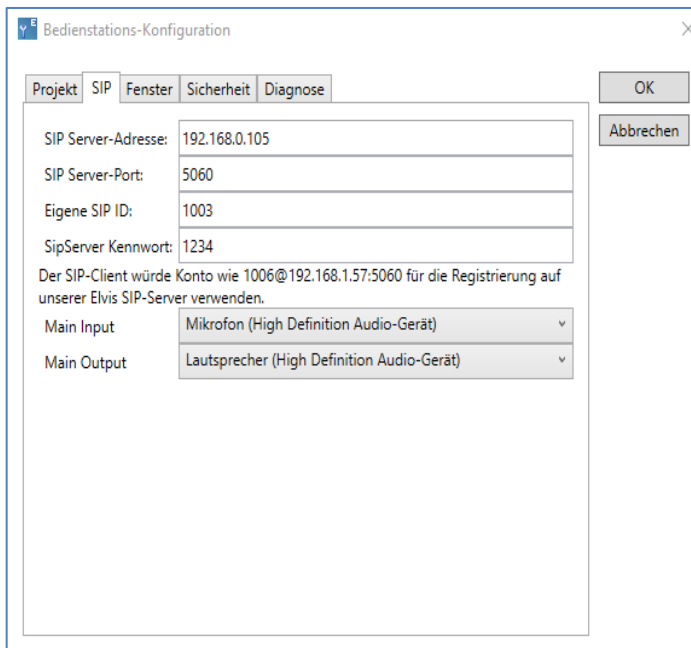 Bedienstations-Konfiguration
Projekt SIP Fenster Sicherheit Diagnose
OK
Abbrechen
SIP Server-Adresse: 192.168.0.105
SIP Server-Port: 5060
Eigene SIP ID: 1003
SipServer Kennwort: 1234
Der SIP-Client würde Konto wie 1006@192.168.1.57:5060 für die Registrierung auf
unserer Elvis SIP-Server verwenden.
Main Input Mikrofon (High Definition Audio-Gerät)
Main Output Lautsprecher (High Definition Audio-Gerät)